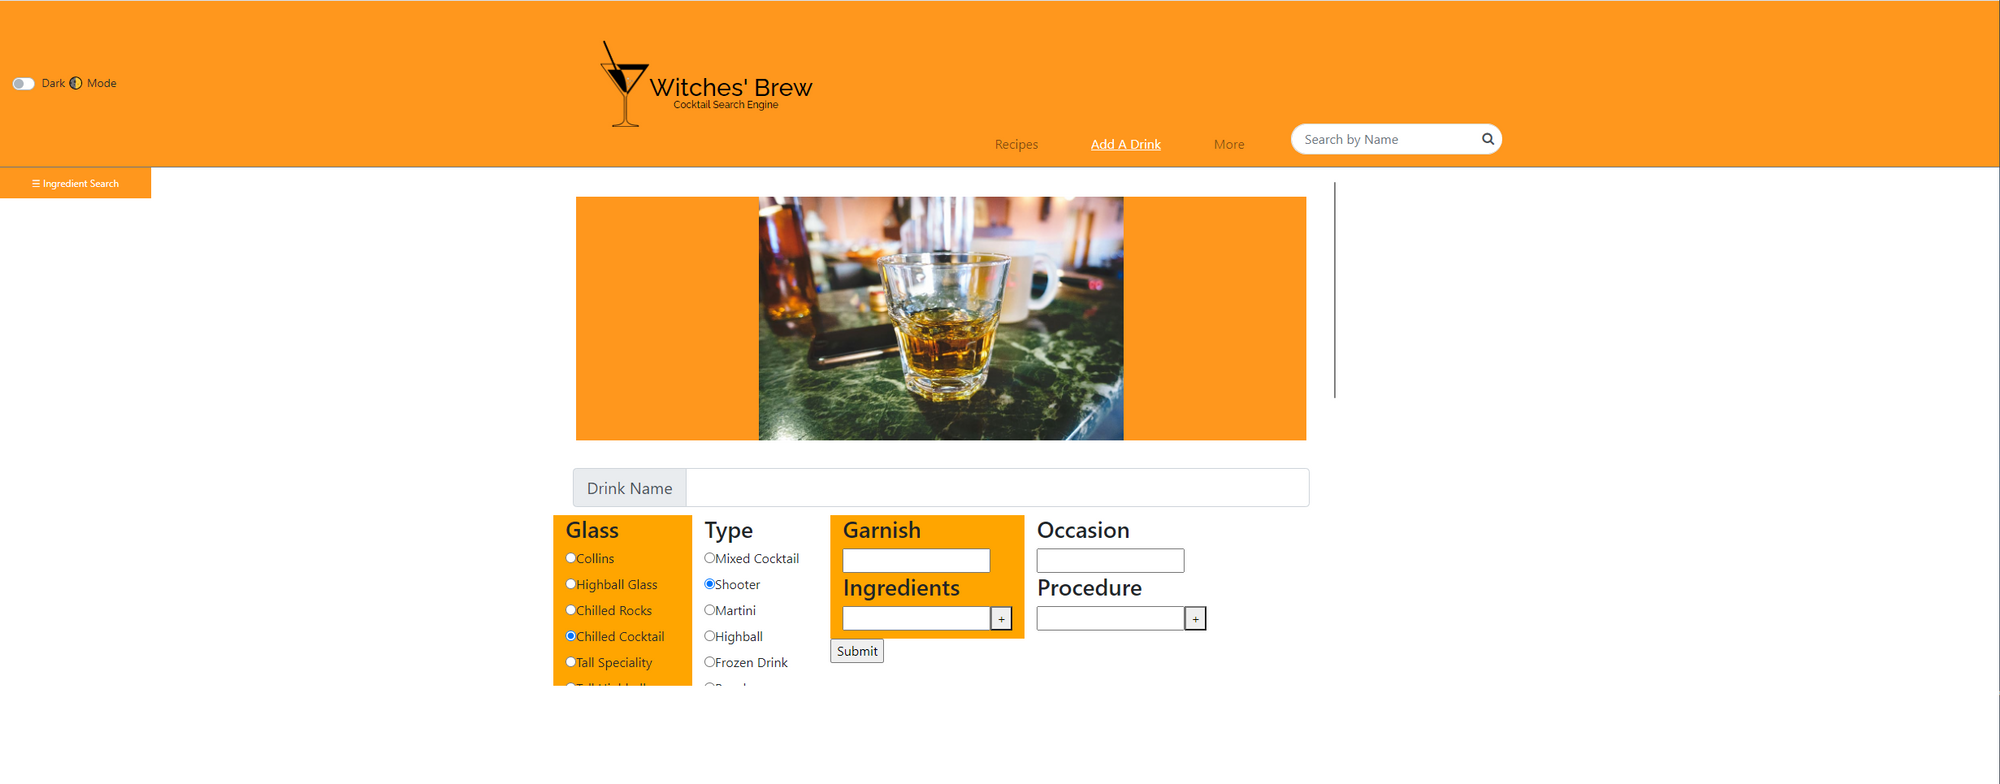 Dark Mode
Witches' Brew
Cocktail Search Engine
Recipes
Add A Drink
More
Search by Name
☰ Ingredient Search
Drink Name
Glass
Collins
Highball Glass
Chilled Rocks
Chilled Cocktail
Tall Speciality
Type
Mixed Cocktail
Shooter
Martini
Highball
Frozen Drink
Garnish
Ingredients
+
Submit
Occasion
Procedure
+